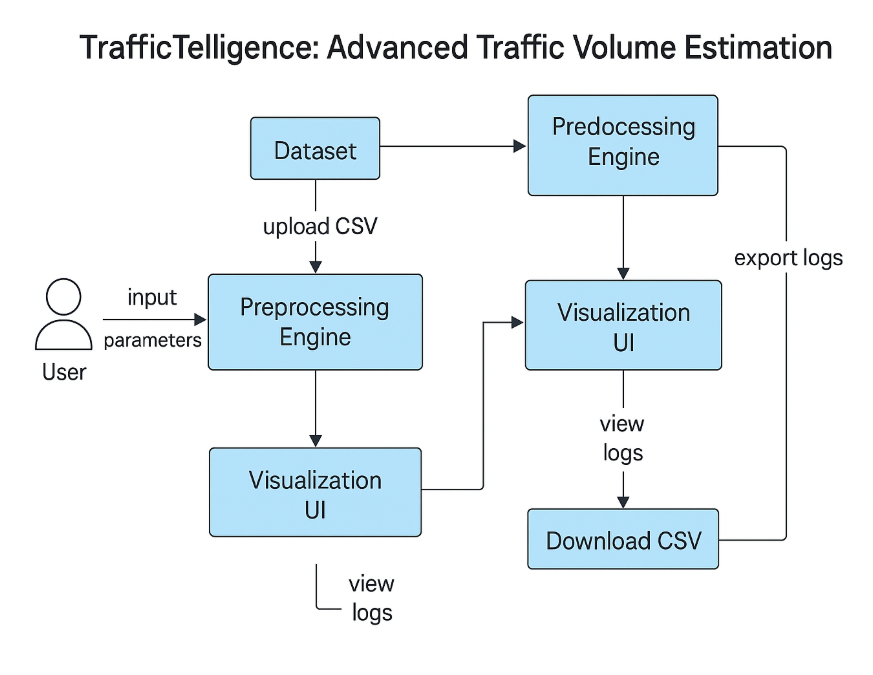 TrafficTelligence: Advanced Traffic Volume Estimation
Dataset
Predocessing
Engine
upload CSV
export logs
input
parameters
User
Preprocessing
Engine
Visualization
UI
view
logs
Visualization
UI
view
logs
Download CSV